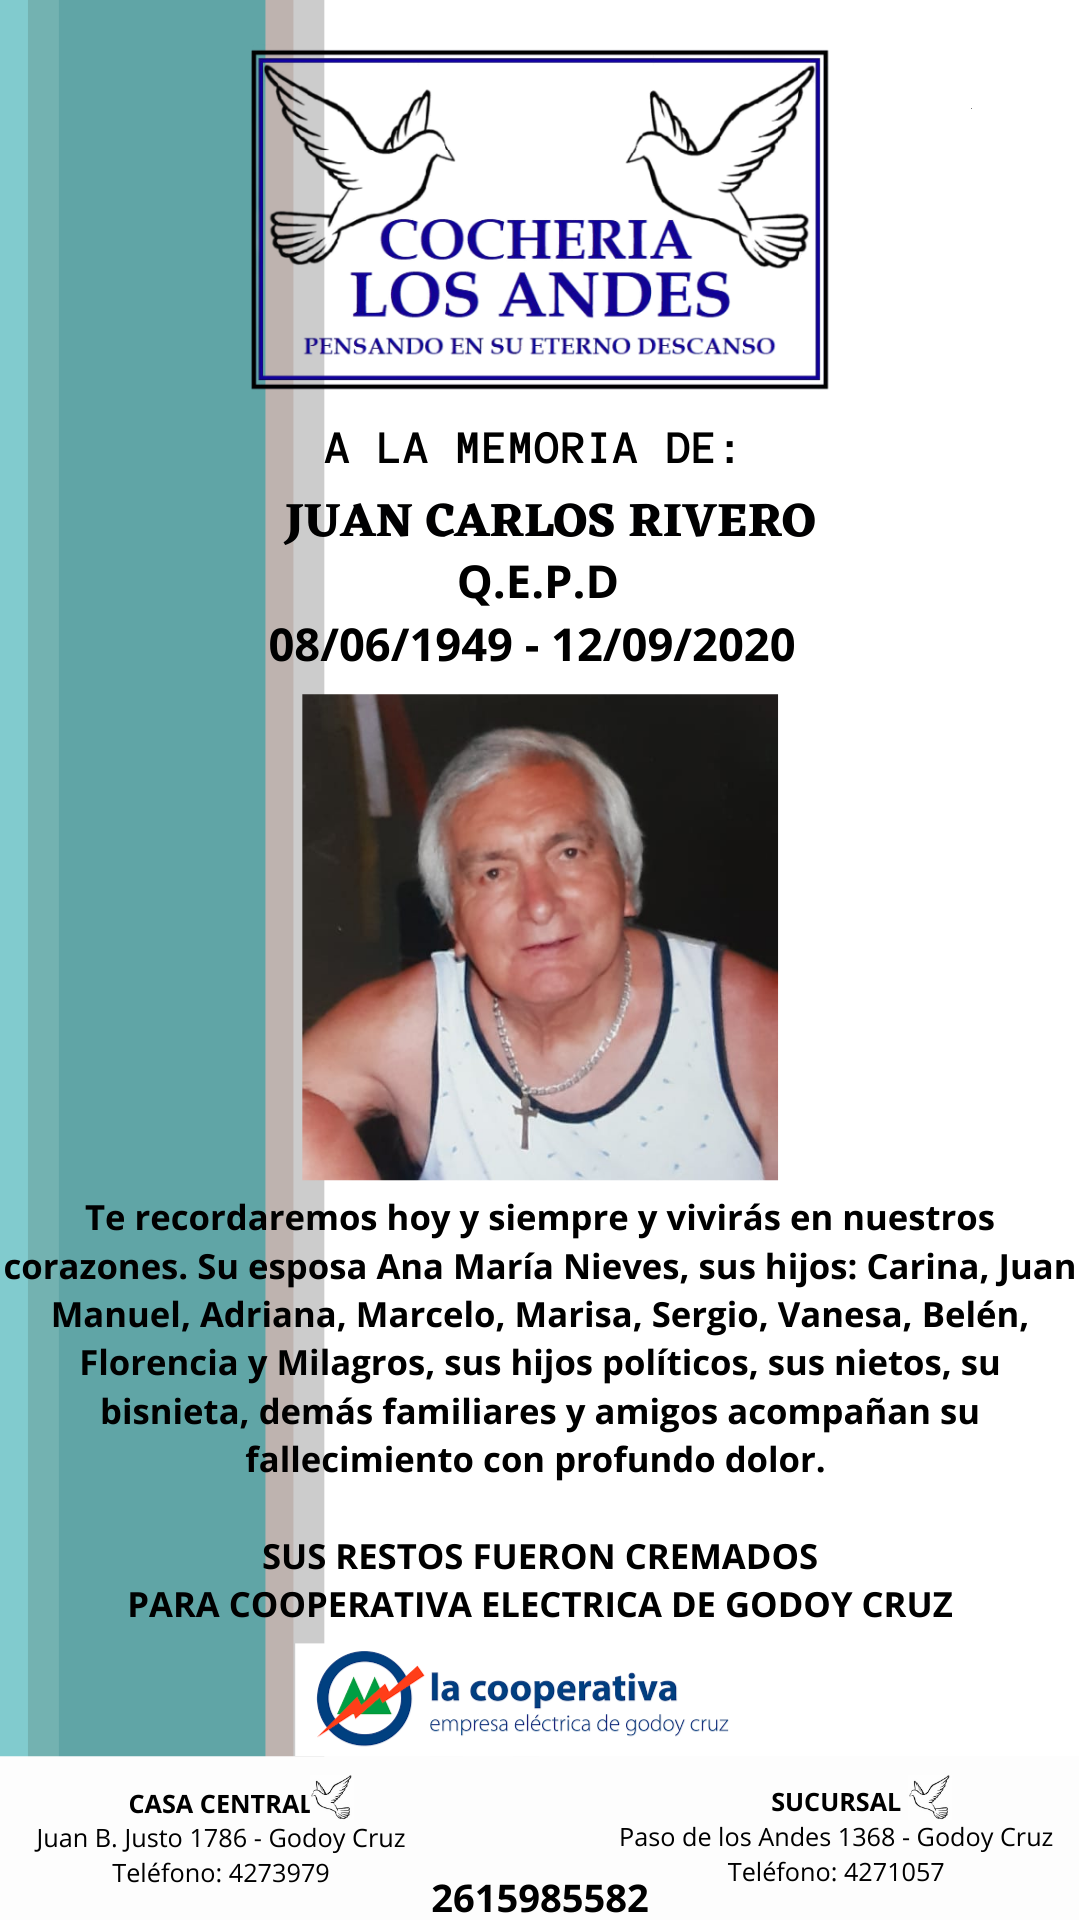 COCHERIA
LOS ANDES
PENSANDO EN SU ETERNO DESCANSO
A LA MEMORIA DE:
JUAN CARLOS RIVERO
Q.E.P.D
08/06/1949 - 12/09/2020
Te recordaremos hoy y siempre y vivirás en nuestros
corazones. Su esposa Ana María Nieves, sus hijos: Carina, Juan
Manuel, Adriana, Marcelo, Marisa, Sergio, Vanesa, Belén,
Florencia y Milagros, sus hijos políticos, sus nietos, su
bisnieta, demás familiares y amigos acompañan su
fallecimiento con profundo dolor.
SUS RESTOS FUERON CREMADOS
PARA COOPERATIVA ELECTRICA DE GODOY CRUZ
la cooperativa
empresa eléctrica de godoy cruz
CASA CENTRAL
Juan B. Justo 1786 - Godoy Cruz
Teléfono: 4273979
SUCURSAL
Paso de los Andes 1368 - Godoy Cruz
Teléfono: 4271057
2615985582